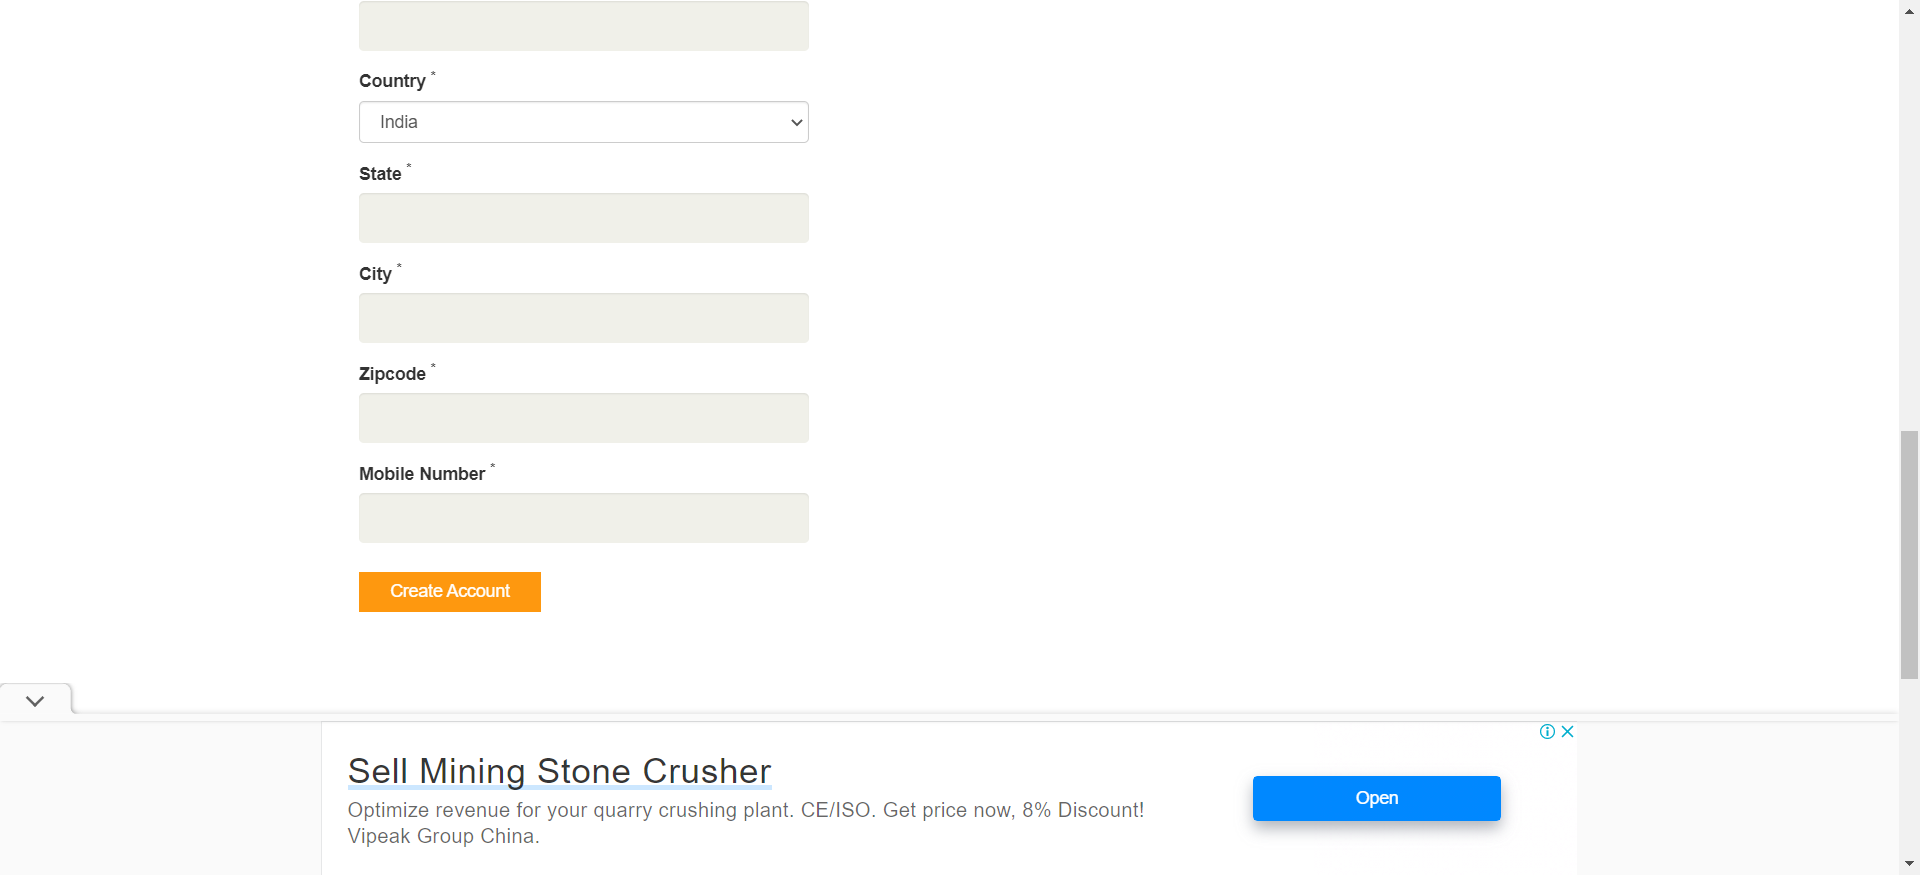 Country *
India
State *
City *
Zipcode *
Mobile Number *
Create Account
Sell Mining Stone Crusher
Optimize revenue for your quarry crushing plant. CE/ISO. Get price now, 8% Discount!
Vipeak Group China.
Open